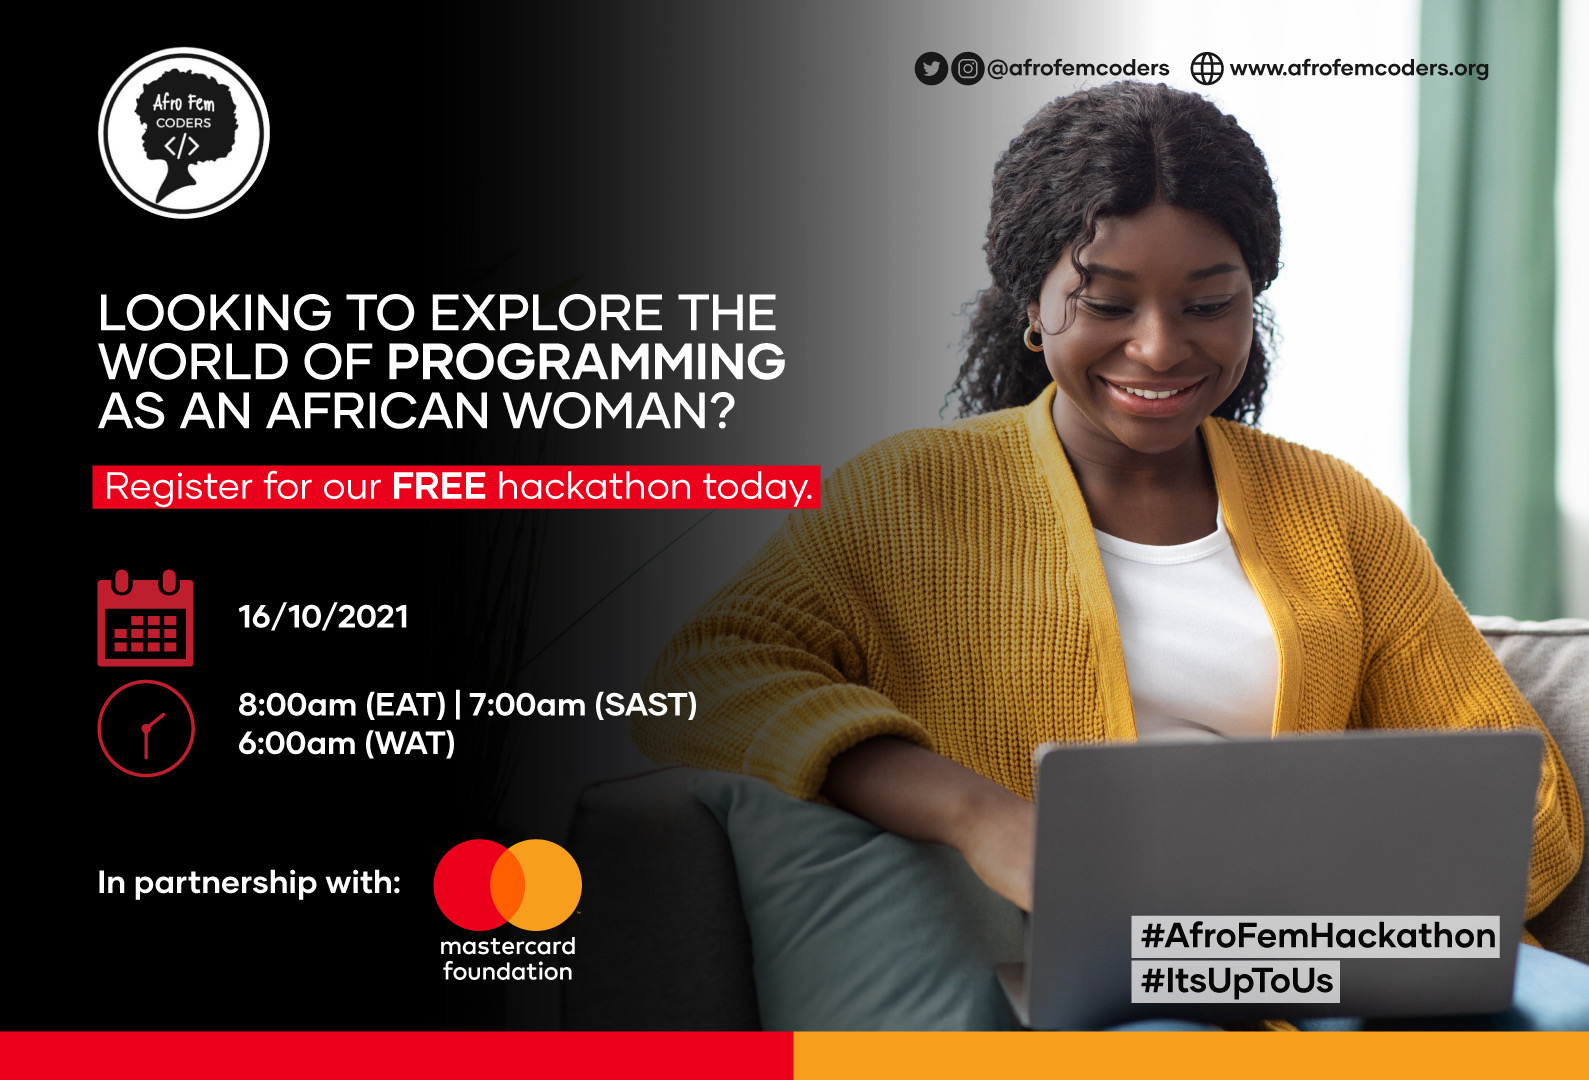 Afro Fem
CODERS
</>
@afrofemcoders www.afrofemcoders.org
LOOKING TO EXPLORE THE
WORLD OF PROGRAMMING
AS AN AFRICAN WOMAN?
Register for our FREE hackathon today.
16/10/2021
8:00am (EAT) | 7:00am (SAST)
6:00am (WAT)
In partnership with:
mastercard
foundation
#AfroFemHackathon
#ItsUpToUs